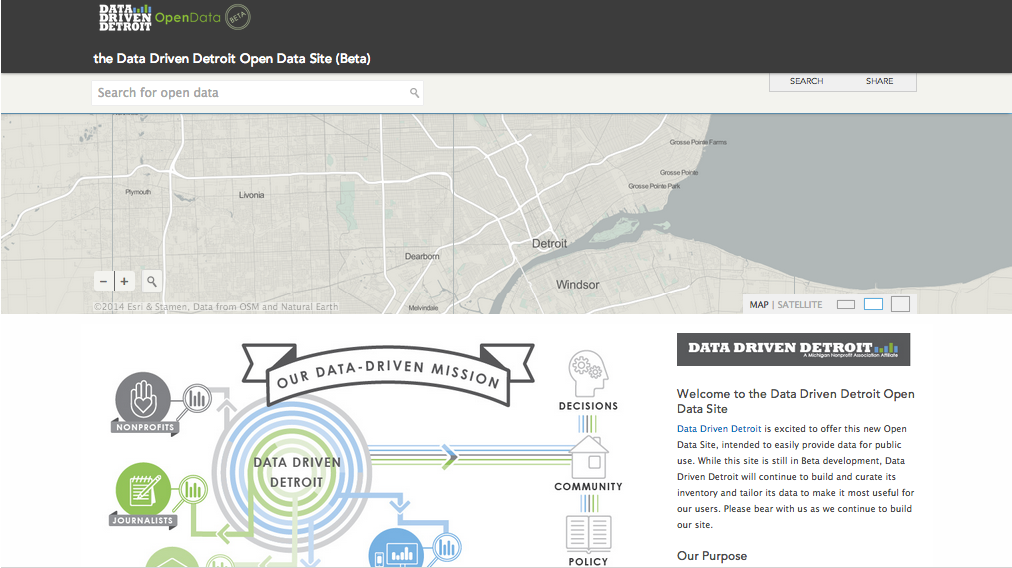 DATA
DRIVEN
DETROIT
OpenData
BETA
the Data Driven Detroit Open Data Site (Beta)
Search for open data
SEARCH
SHARE
Grosse Pointe Farms
Grosse Pointe
Grosse Pointe Park
Plymouth
Livonia
Detroit
Dearborn
Windsor
Melvindale
− +
©2014 Esri & Stamen, Data from OSM and Natural Earth
MAP | SATELLITE
OUR DATA-DRIVEN MISSION
NONPROFITS
DATA DRIVEN
DETROIT
JOURNALISTS
DECISIONS
COMMUNITY
POLICY
DATA DRIVEN DETROIT
A Michigan Nonprofit Association Affiliate
Welcome to the Data Driven Detroit Open
Data Site
Data Driven Detroit is excited to offer this new Open
Data Site, intended to easily provide data for public
use. While this site is still in Beta development, Data
Driven Detroit will continue to build and curate its
inventory and tailor its data to make it most useful for
our users. Please bear with us as we continue to build
our site.
Our Purpose